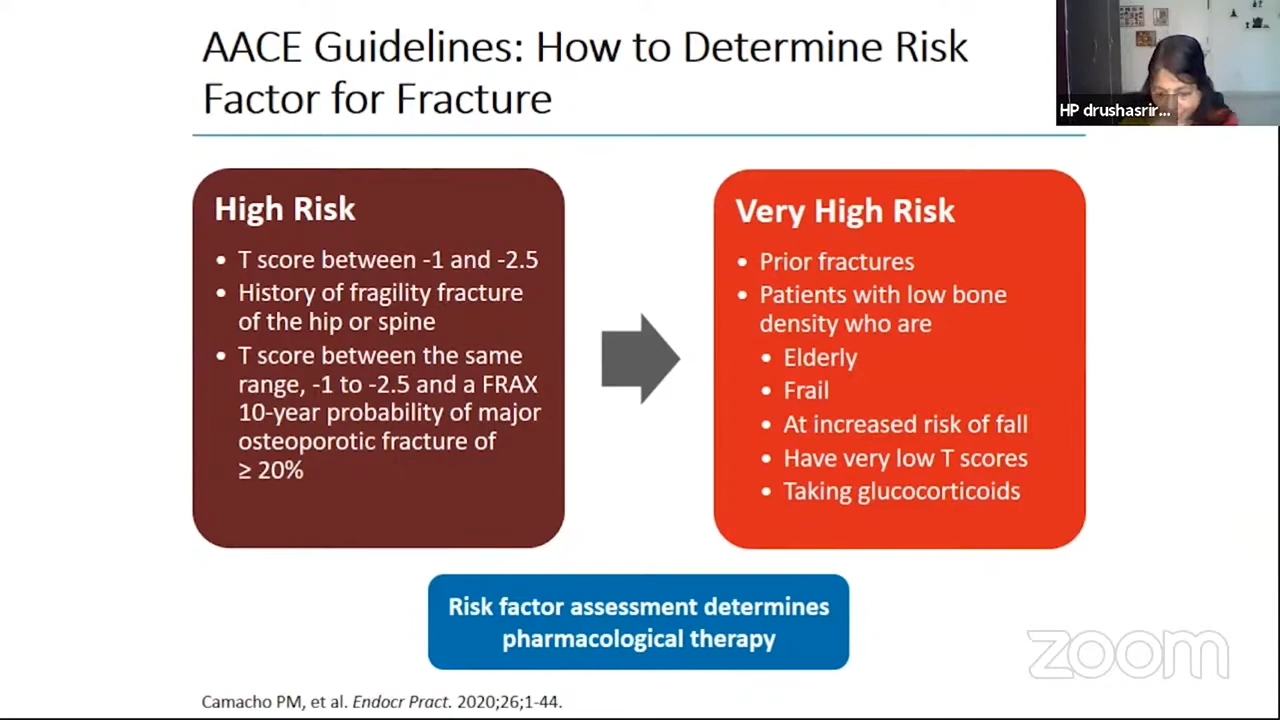 AACE Guidelines: How to Determine Risk
Factor for Fracture
HP drushasrir...
High Risk
• T score between -1 and -2.5
• History of fragility fracture
of the hip or spine
• T score between the same
range, -1 to -2.5 and a FRAX
10-year probability of major
osteoporotic fracture of
≥ 20%
Very High Risk
• Prior fractures
• Patients with low bone
density who are
• Elderly
• Frail
• At increased risk of fall
• Have very low T scores
• Taking glucocorticoids
Risk factor assessment determines
pharmacological therapy
zoom
Camacho PM, et al. Endocr Pract. 2020;26;1-44.